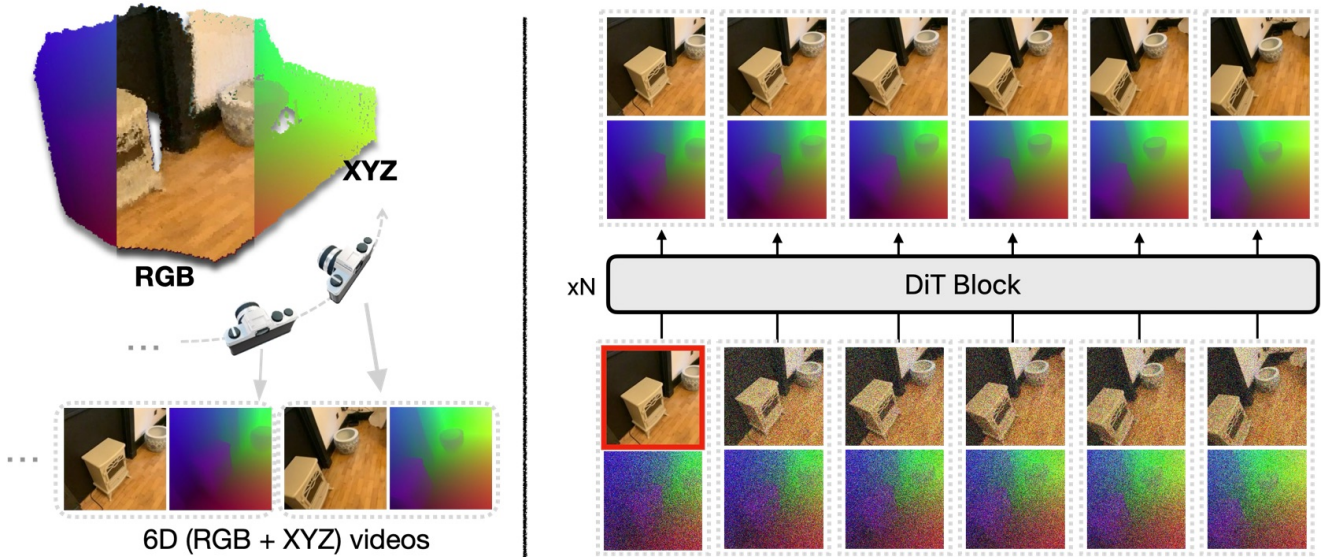 XYZ
RGB
...
...
6D (RGB + XYZ) videos
xN
DiT Block